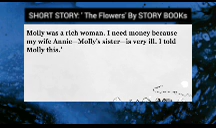 SHORT STORY: ' The Flowers' By STORY BOOKs
Molly was a rich woman. I need money because
my wife Annie—Molly's sister—is very ill. I told
Molly this.'